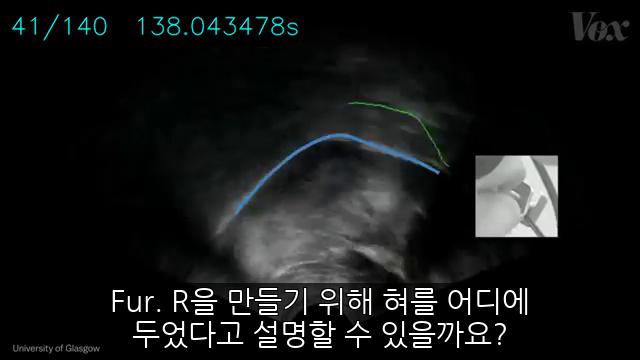 41/140 138.043478s
Vox
Fur. R을 만들기 위해 혀를 어디에
두었다고 설명할 수 있을까요?
University of Glasgow